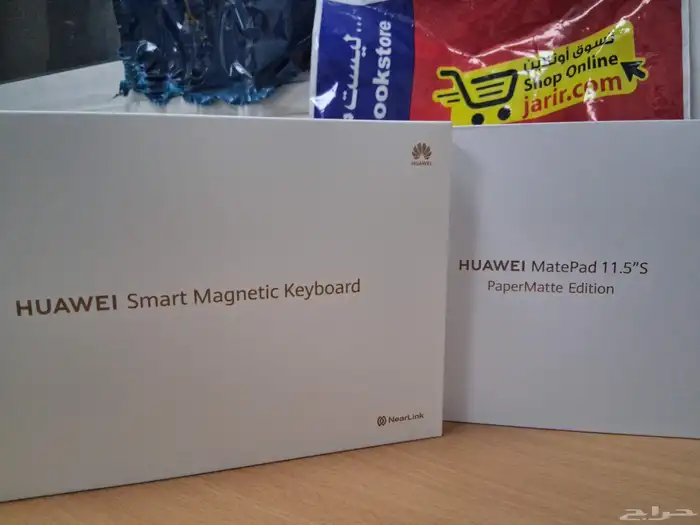 ليست
ookstore
تسوق أونلاين
Shop Online
jarir.com
HUAWEI
HUAWEI Smart Magnetic Keyboard
NearLink
HUAWEI MatePad 11.5”S
PaperMatte Edition
حراج